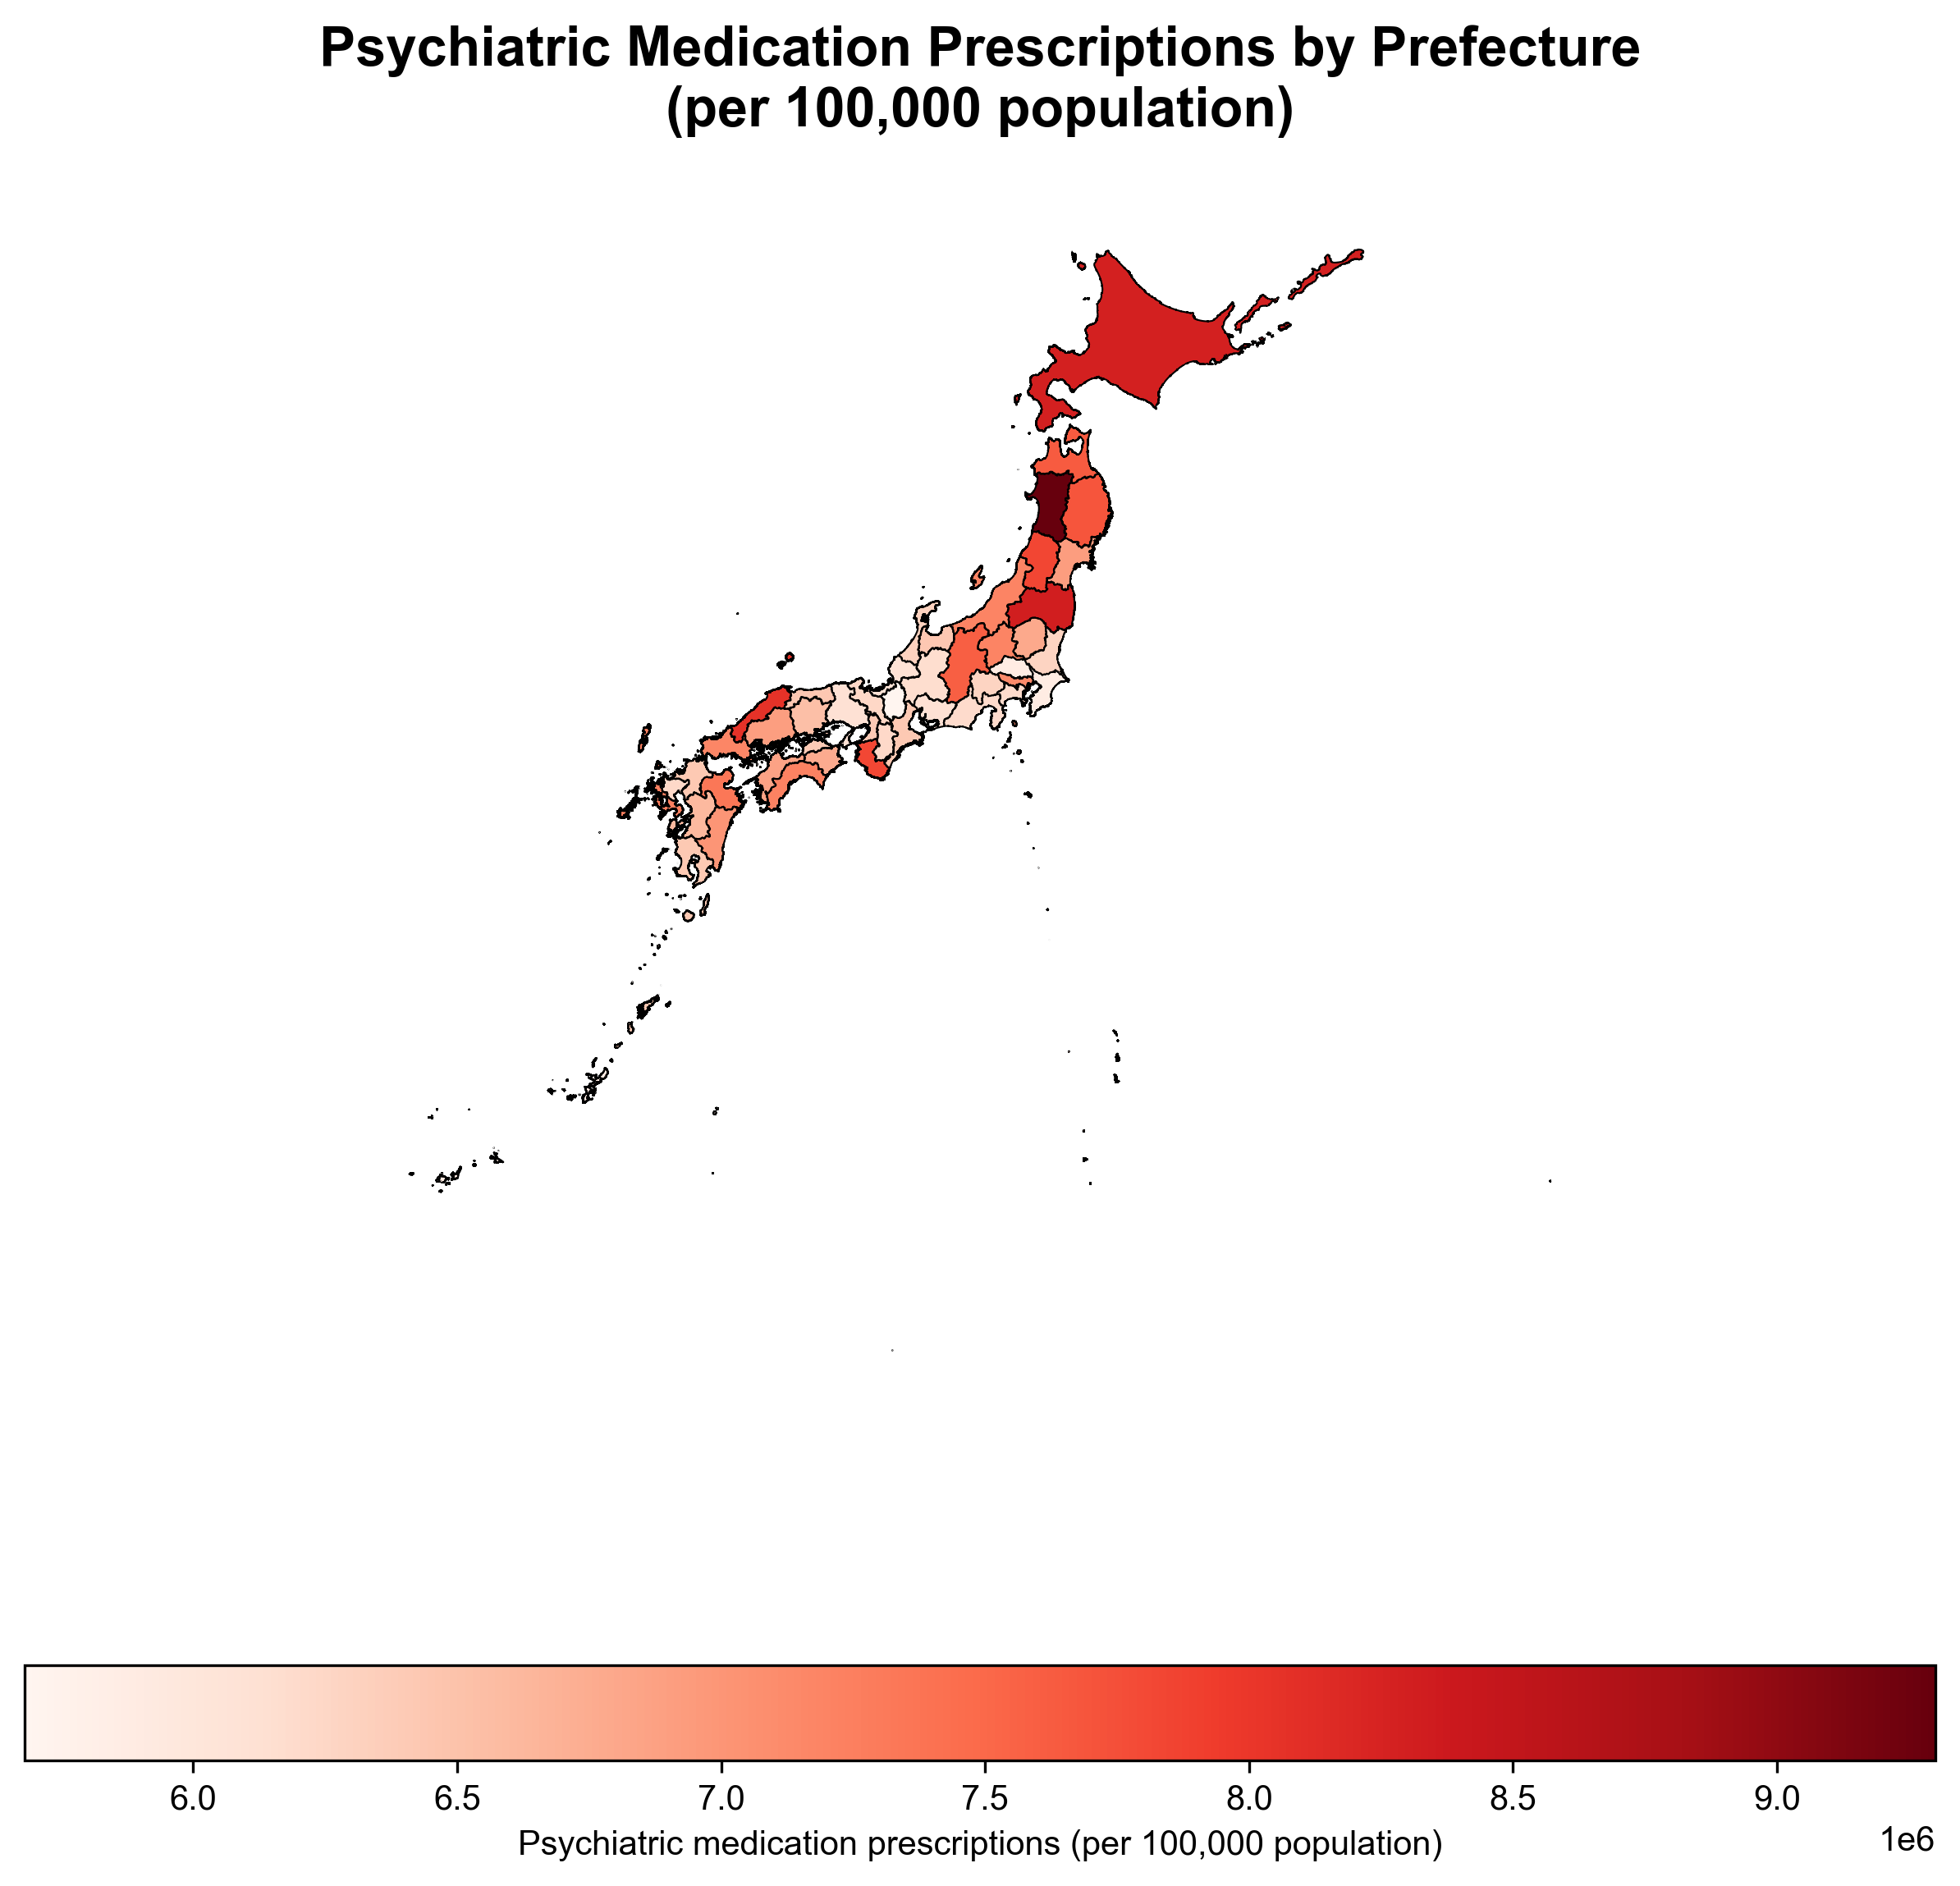 Psychiatric Medication Prescriptions by Prefecture
(per 100,000 population)
6.0 6.5 7.0 7.5 8.0 8.5 9.0
Psychiatric medication prescriptions (per 100,000 population)
1e6